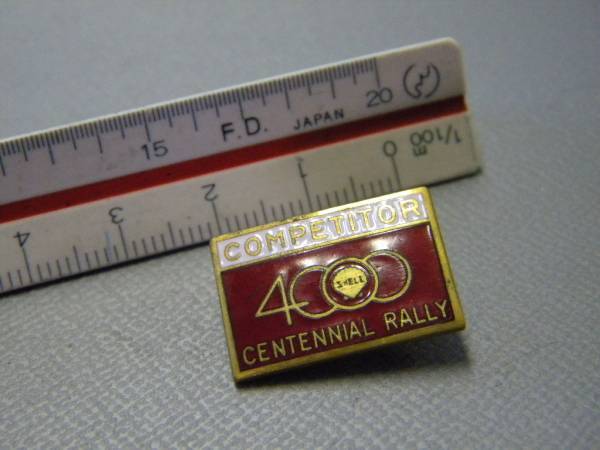 20
15
F.D. JAPAN
0 1 2 3 4
1/100
COMPETITOR
4000
SHELL
CENTENNIAL RALLY